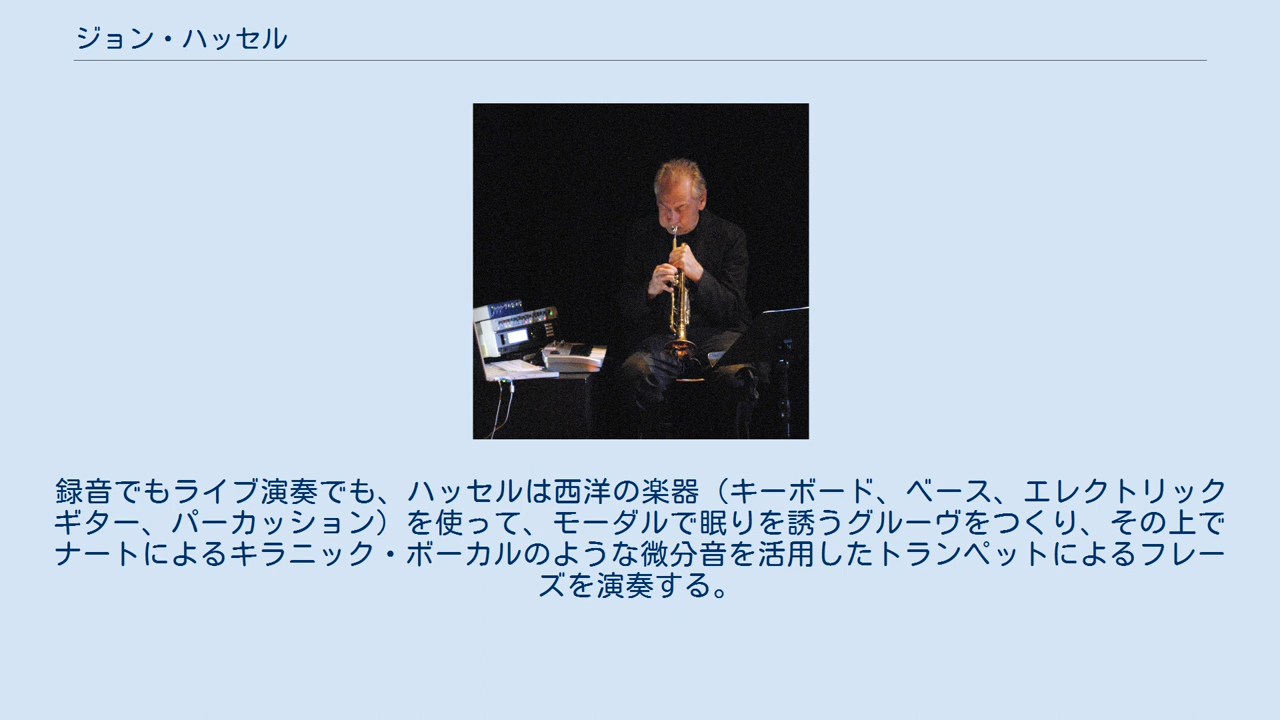 ジョン・ハッセル
録音でもライブ演奏でも、ハッセルは西洋の楽器（キーボード、ベース、エレクトリック
ギター、パーカッション）を使って、モーダルで眠りを誘うグルーヴをつくり、その上で
ナートによるキラニック・ボーカルのような微分音を活用したトランペットによるフレー
ズを演奏する。